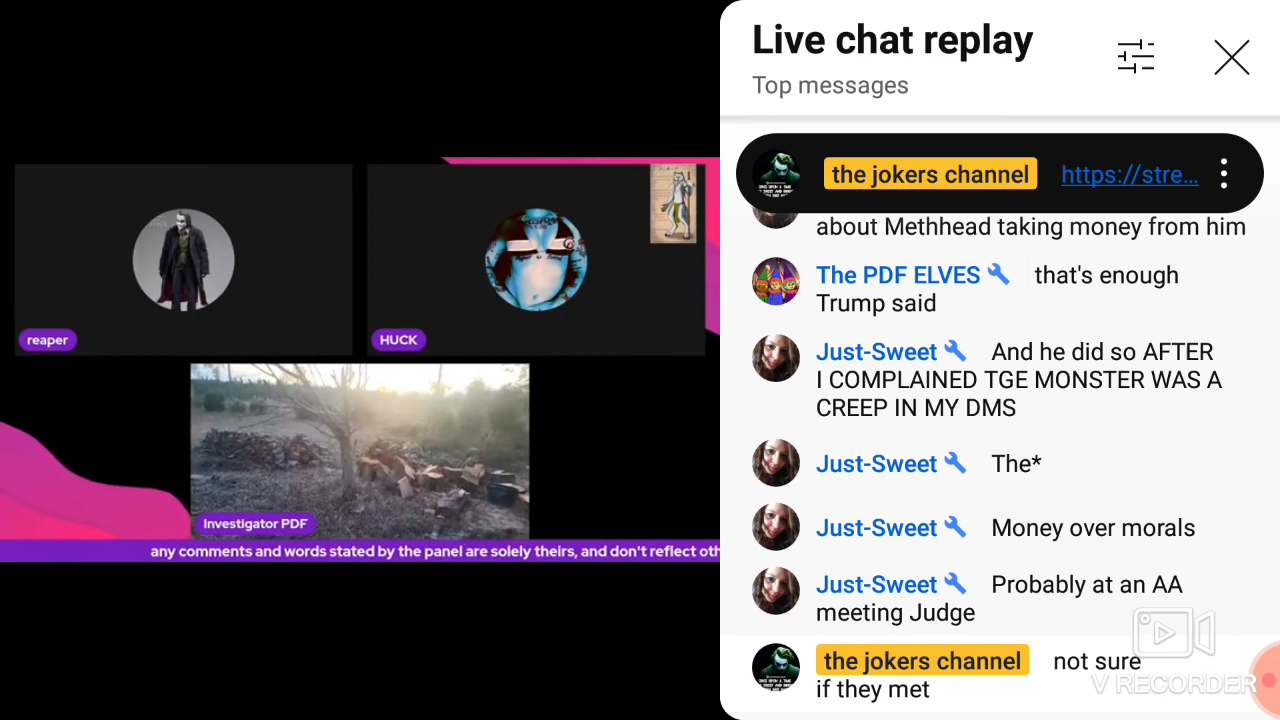 Live chat replay
Top messages
the jokers channel https://stre...
about Methhead taking money from him
The PDF ELVES that's enough
Trump said
Just-Sweet And he did so AFTER
I COMPLAINED TGE MONSTER WAS A
CREEP IN MY DMS
Just-Sweet The*
Just-Sweet Money over morals
Just-Sweet Probably at an AA
meeting Judge
the jokers channel not sure
if they met
V RECORDER
reaper
HUCK
Investigator PDF
any comments and words stated by the panel are solely theirs, and don't reflect oth